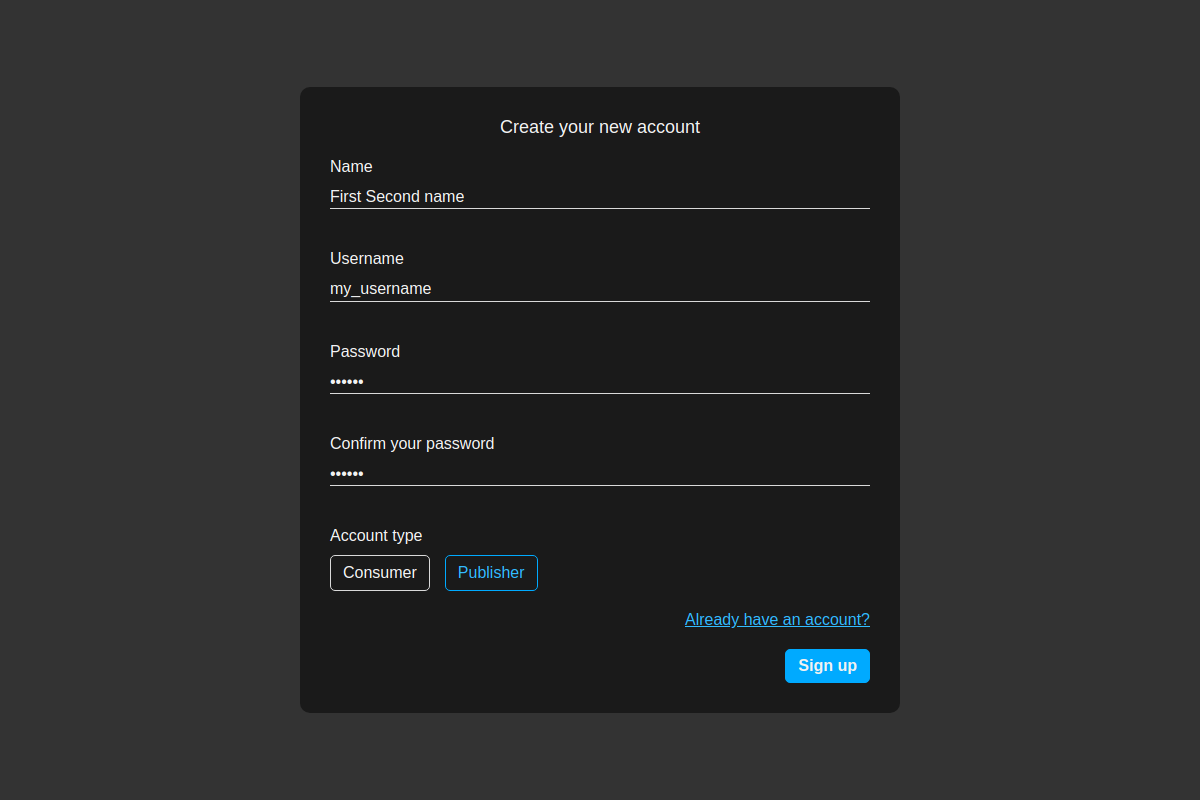 Create your new account
Name
First Second name
Username
my_username
Password
••••••
Confirm your password
••••••
Account type
Consumer Publisher
Already have an account?
Sign up